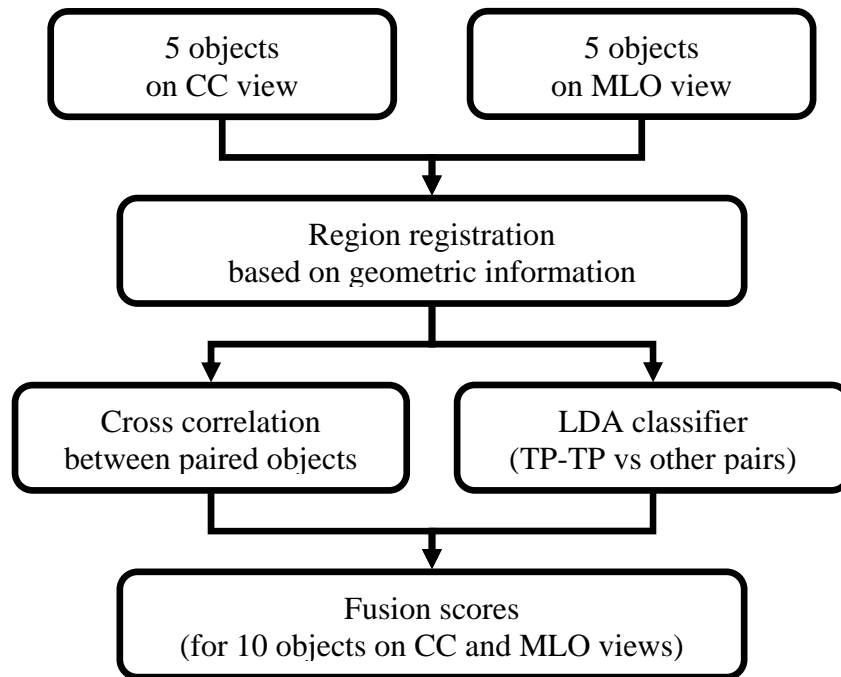 5 objects
on CC view
5 objects
on MLO view
Region registration
based on geometric information
Cross correlation
between paired objects
LDA classifier
(TP-TP vs other pairs)
Fusion scores
(for 10 objects on CC and MLO views)